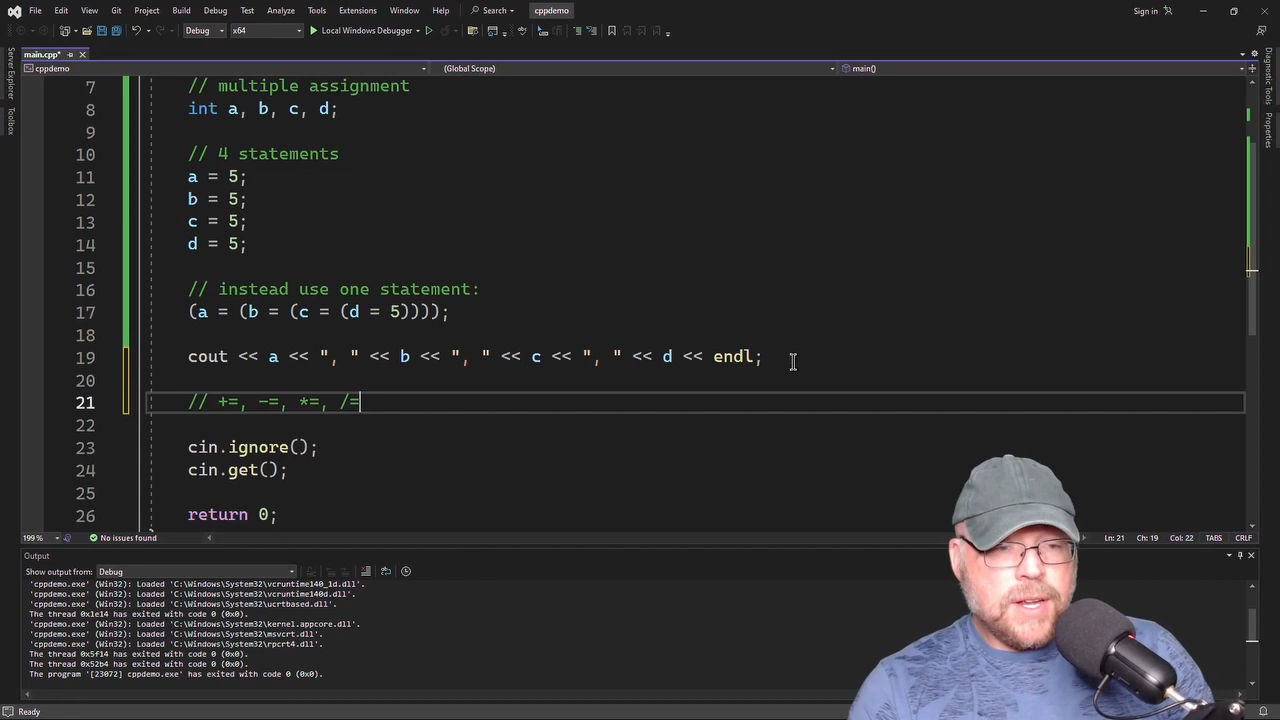 File Edit View Git Project Build Debug Test Analyze Tools Extensions Window Help Search cppdemo Sign in
Debug x64 Local Windows Debugger
main.cpp*
cppdemo (Global Scope) main()
Server Explorer
Toolbox
Diagnostic Tools
Properties
7 // multiple assignment
8 int a, b, c, d;
9
10 // 4 statements
11 a = 5;
12 b = 5;
13 c = 5;
14 d = 5;
15
16 // instead use one statement:
17 (a = (b = (c = (d = 5))));
18
19 cout << a << ", " << b << ", " << c << ", " << d << endl;
20
21 // +=, -=, *=, /=
22
23 cin.ignore();
24 cin.get();
25
26 return 0;
199 % No issues found Ln: 21 Ch: 19 Col: 22 TABS CRLF
Output
Show output from: Debug
'cppdemo.exe' (Win32): Loaded 'C:\Windows\System32\vcruntime140_1d.dll'.
'cppdemo.exe' (Win32): Loaded 'C:\Windows\System32\vcruntime140d.dll'.
'cppdemo.exe' (Win32): Loaded 'C:\Windows\System32\ucrtbased.dll'.
The thread 0x1e14 has exited with code 0 (0x0).
'cppdemo.exe' (Win32): Loaded 'C:\Windows\System32\kernel.appcore.dll'.
'cppdemo.exe' (Win32): Loaded 'C:\Windows\System32\msvcrt.dll'.
'cppdemo.exe' (Win32): Loaded 'C:\Windows\System32\rpcrt4.dll'.
The thread 0x5f14 has exited with code 0 (0x0).
The thread 0x52b4 has exited with code 0 (0x0).
The program '[23072] cppdemo.exe' has exited with code 0 (0x0).
Ready